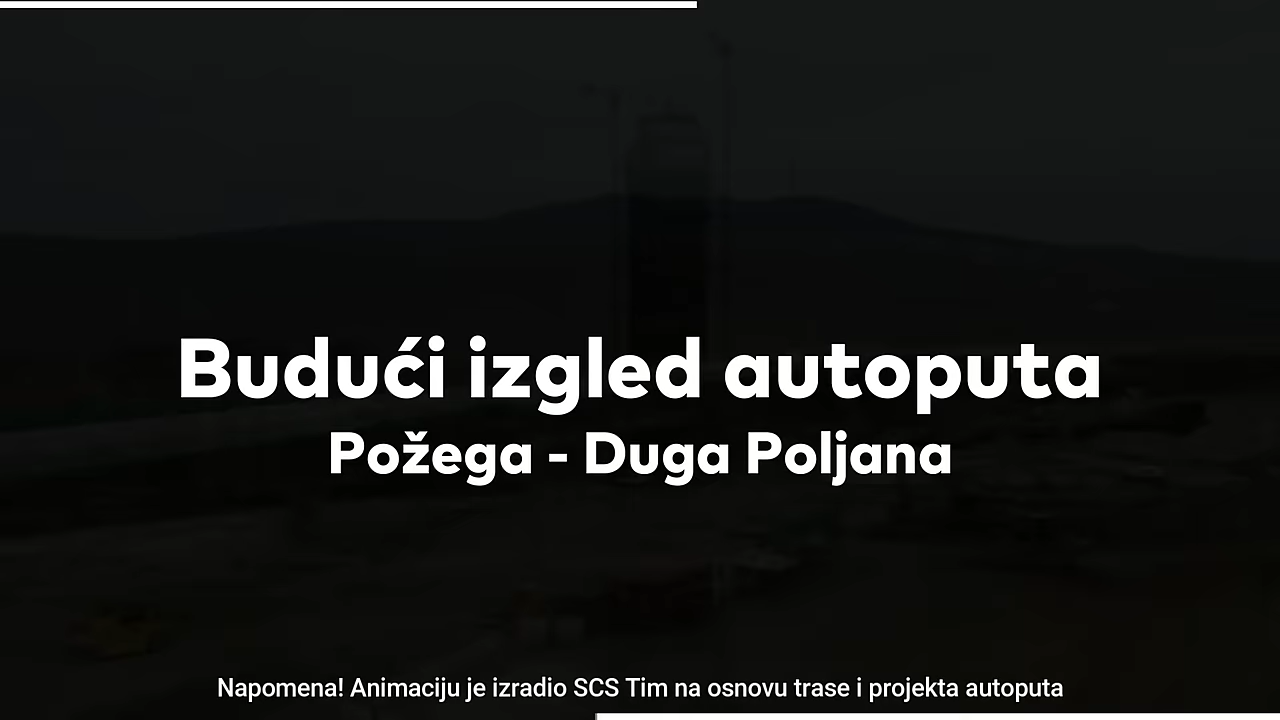 Budući izgled autoputa
Požega - Duga Poljana
Napomena! Animaciju je izradio SCS Tim na osnovu trase i projekta autoputa